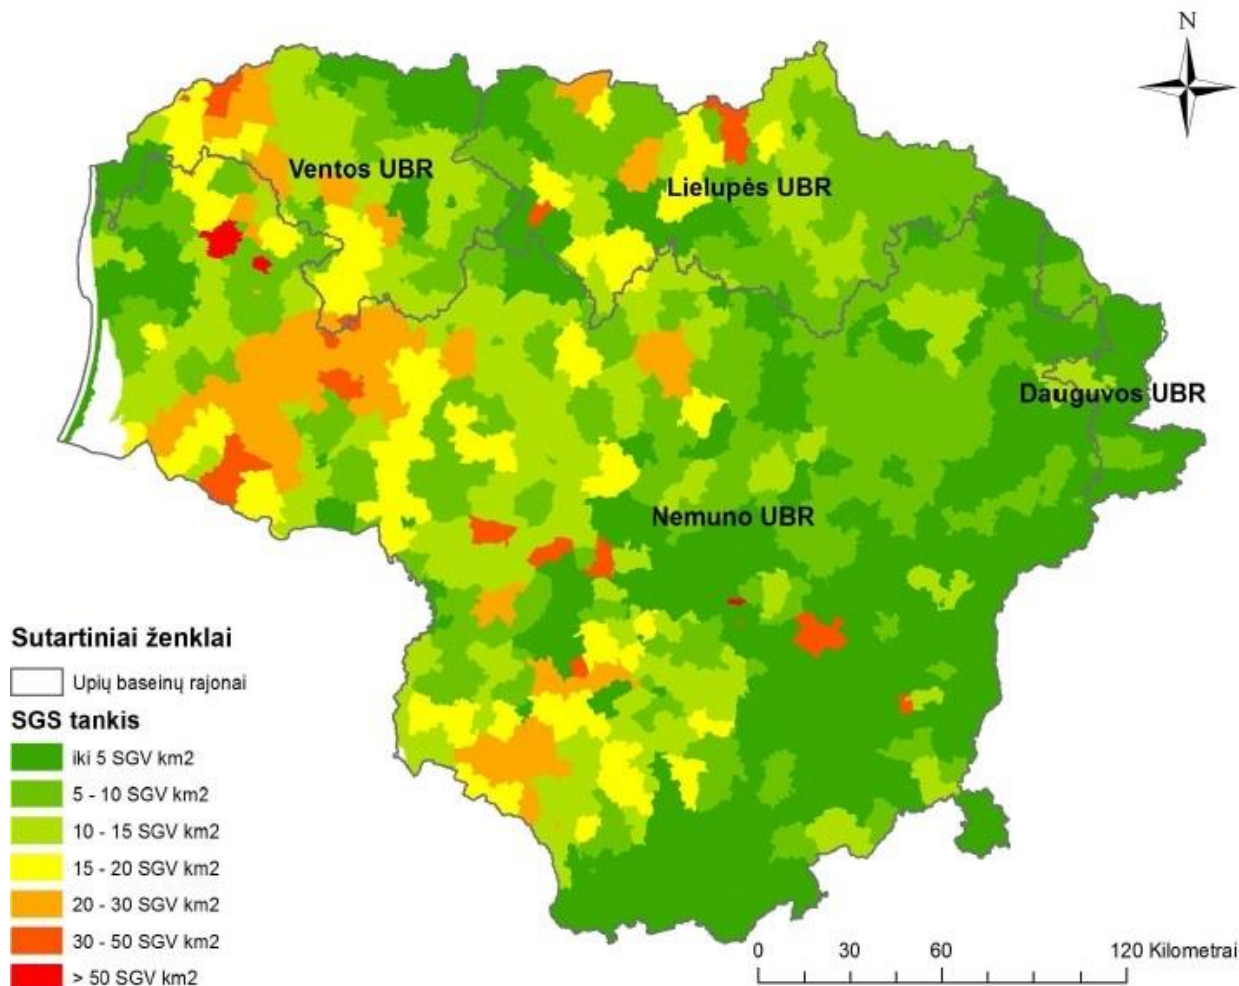 N
Ventos UBR
Lielupės UBR
Dauguvos UBR
Nemuno UBR
Sutartiniai ženklai
Upių baseinų rajonai
SGS tankis
iki 5 SGV km2
5 - 10 SGV km2
10 - 15 SGV km2
15 - 20 SGV km2
20 - 30 SGV km2
30 - 50 SGV km2
> 50 SGV km2
0 30 60 120 Kilometrai